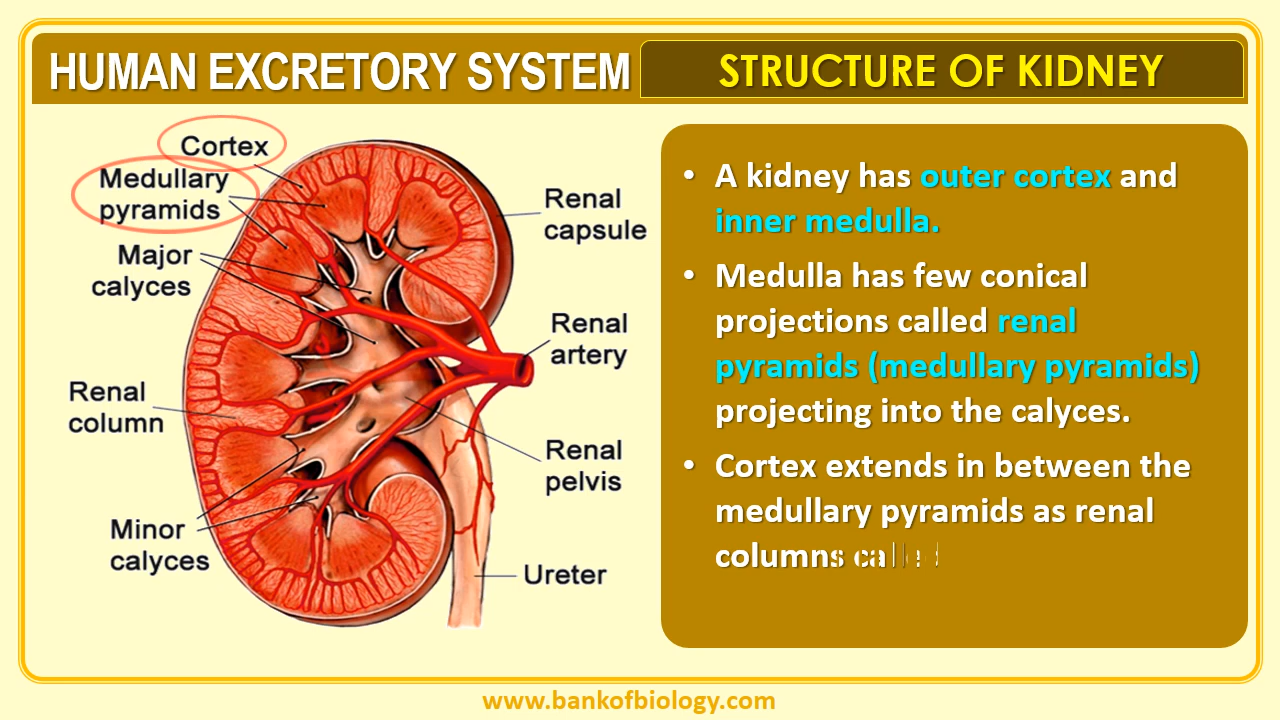 HUMAN EXCRETORY SYSTEM
STRUCTURE OF KIDNEY
Cortex
Medullary
pyramids
Major
calyces
Renal
column
Minor
calyces
Renal
capsule
Renal
artery
Renal
pelvis
Ureter
• A kidney has outer cortex and
inner medulla.
• Medulla has few conical
projections called renal
pyramids (medullary pyramids)
projecting into the calyces.
• Cortex extends in between the
medullary pyramids as renal
columns called
www.bankofbiology.com